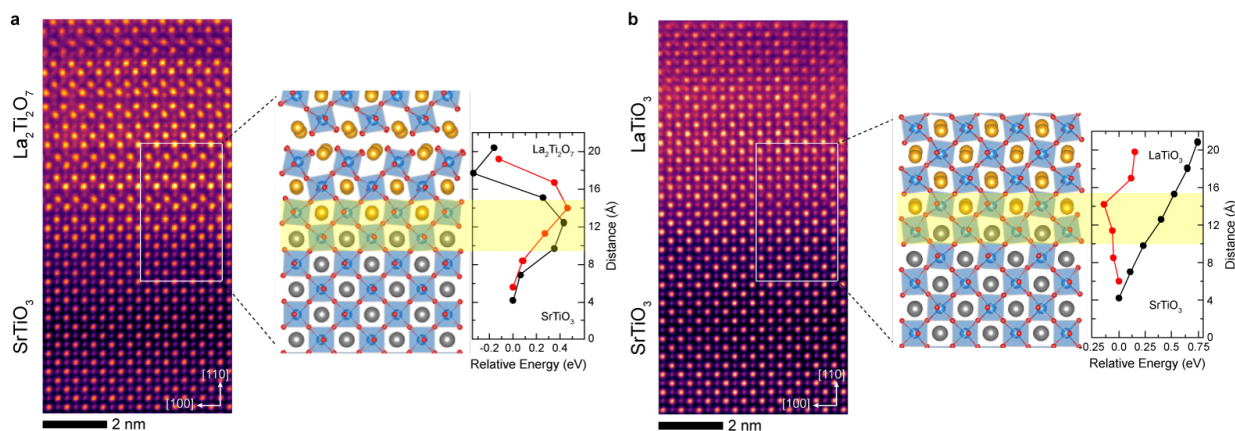 a
La₂Ti₂O₇
SrTiO₃
[110]
[100]
2 nm
La₂Ti₂O₇
SrTiO₃
20
16
12
8
4
0
Distance (Å)
-0.2 0.0 0.2 0.4
Relative Energy (eV)
b
LaTiO₃
SrTiO₃
[110]
[100]
2 nm
LaTiO₃
SrTiO₃
20
16
12
8
4
0
Distance (Å)
0.25 0.00 0.25 0.50 0.75
Relative Energy (eV)